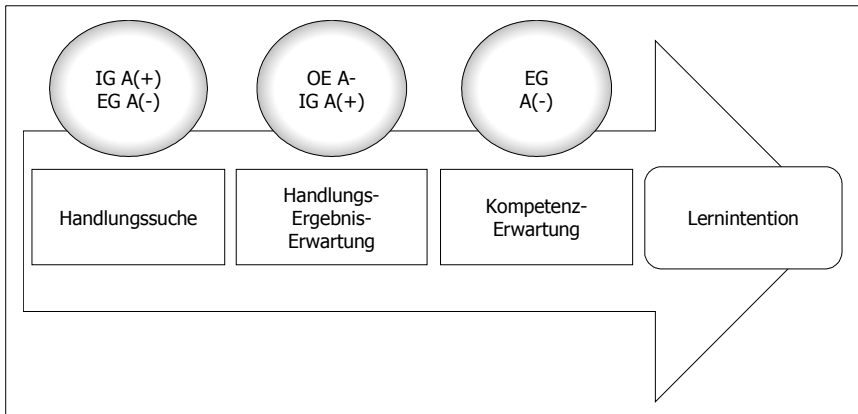 IG A(+)
EG A(-)
OE A-
IG A(+)
EG
A(-)
Handlungssuche
Handlungs-
Ergebnis-
Erwartung
Kompetenz-
Erwartung
Lernintention